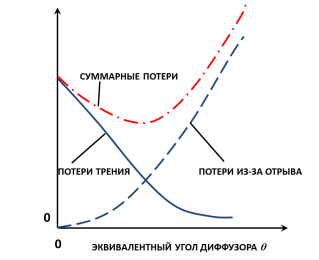 СУММАРНЫЕ ПОТЕРИ
ПОТЕРИ ТРЕНИЯ
ПОТЕРИ ИЗ-ЗА ОТРЫВА
0
0
ЭКВИВАЛЕНТНЫЙ УГОЛ ДИФФУЗОРА θ